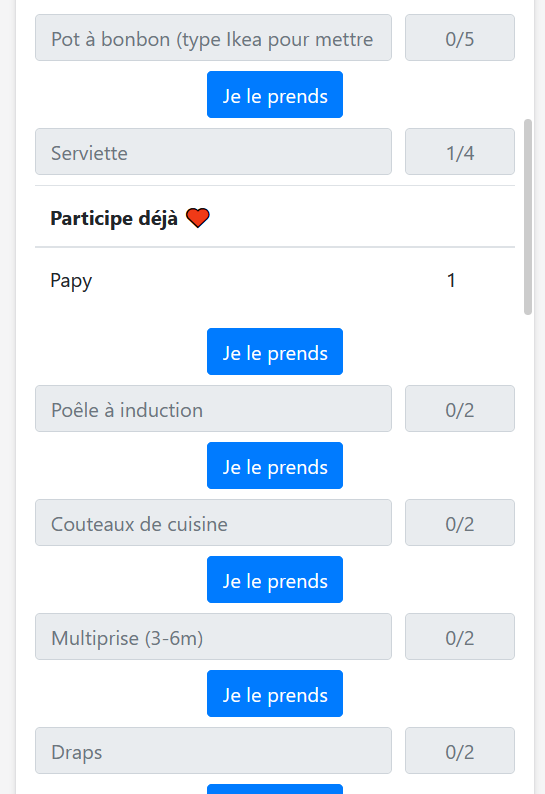 Pot à bonbon (type Ikea pour mettre 0/5
Je le prends
Serviette 1/4
Participe déjà
Papy 1
Je le prends
Poêle à induction 0/2
Je le prends
Couteaux de cuisine 0/2
Je le prends
Multiprise (3-6m) 0/2
Je le prends
Draps 0/2